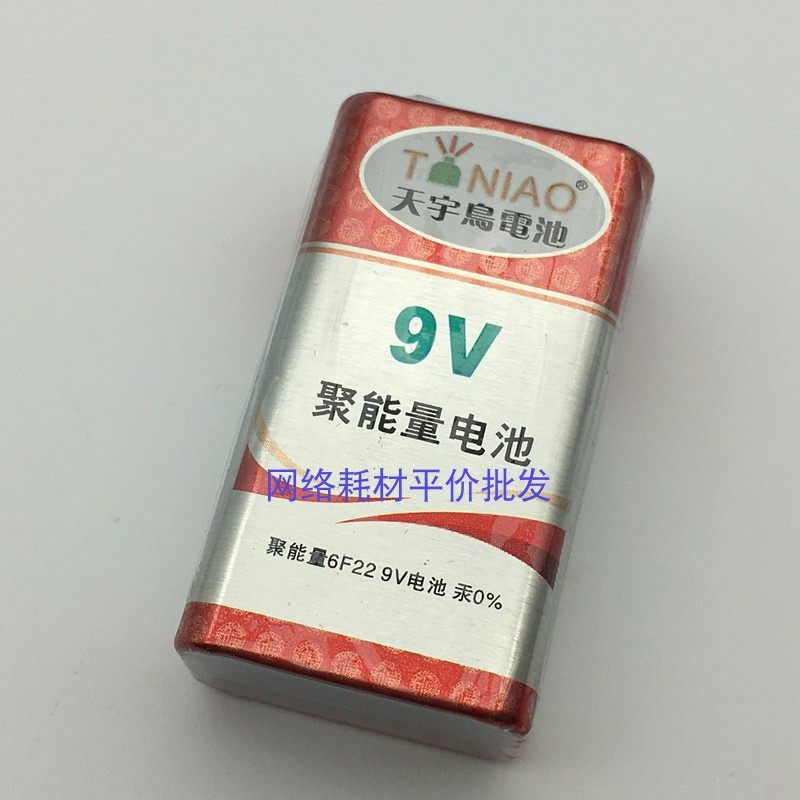 TANIAO®
天宇鳥電池
9V
聚能量电池
网络耗材平价批发
聚能量6F22 9V电池 汞0%